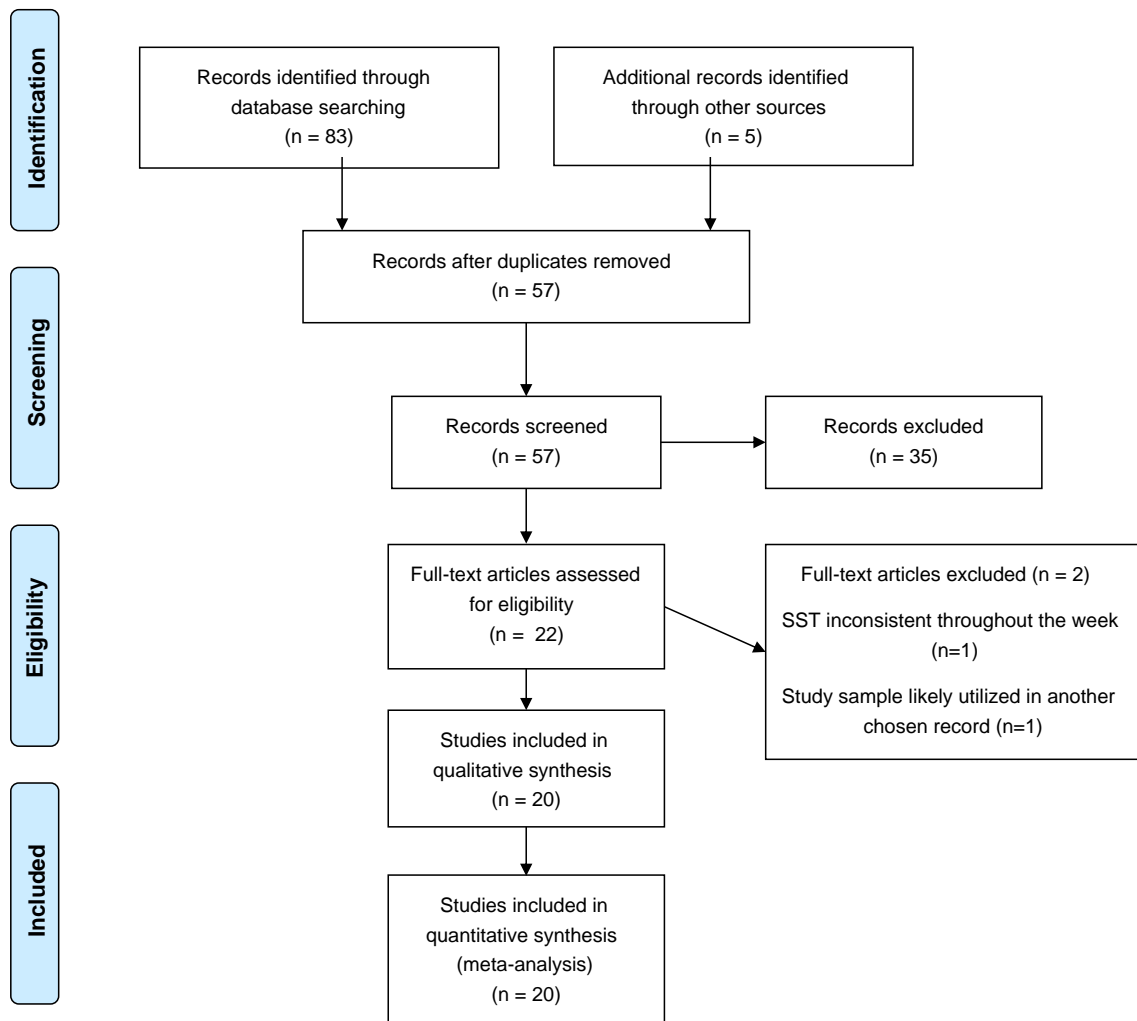 Identification
Records identified through
database searching
(n = 83)
Additional records identified
through other sources
(n = 5)
Records after duplicates removed
(n = 57)
Screening
Records screened
(n = 57)
Records excluded
(n = 35)
Eligibility
Full-text articles assessed
for eligibility
(n = 22)
Full-text articles excluded (n = 2)
SST inconsistent throughout the week
(n=1)
Study sample likely utilized in another
chosen record (n=1)
Studies included in
qualitative synthesis
(n = 20)
Included
Studies included in
quantitative synthesis
(meta-analysis)
(n = 20)